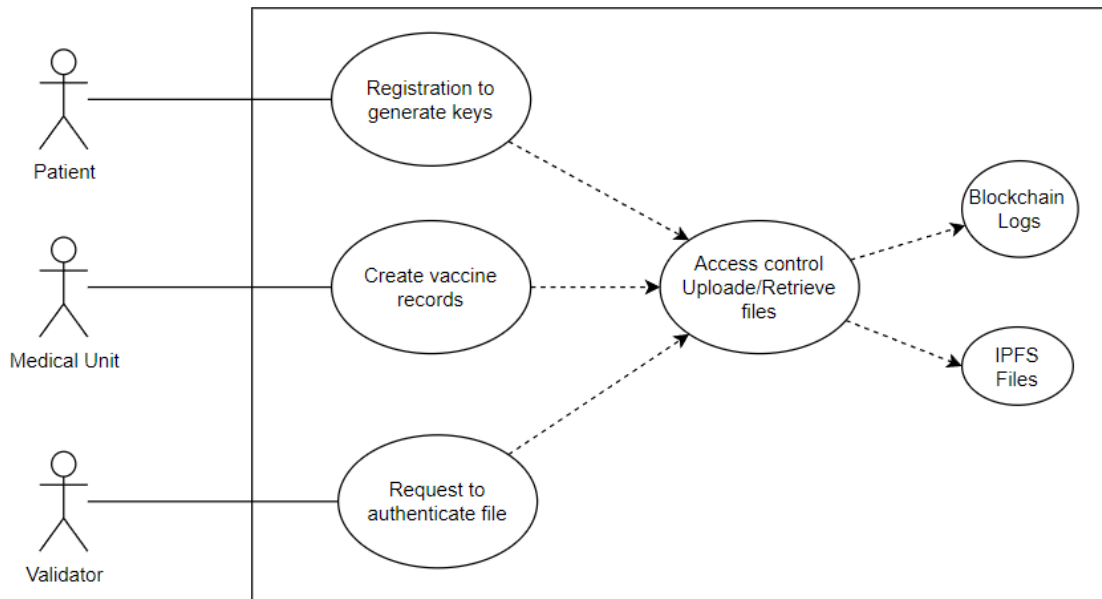 Registration to
generate keys
Patient
Blockchain
Logs
Create vaccine
records
Access control
Uploade/Retrieve
files
Medical Unit
IPFS
Files
Request to
authenticate file
Validator